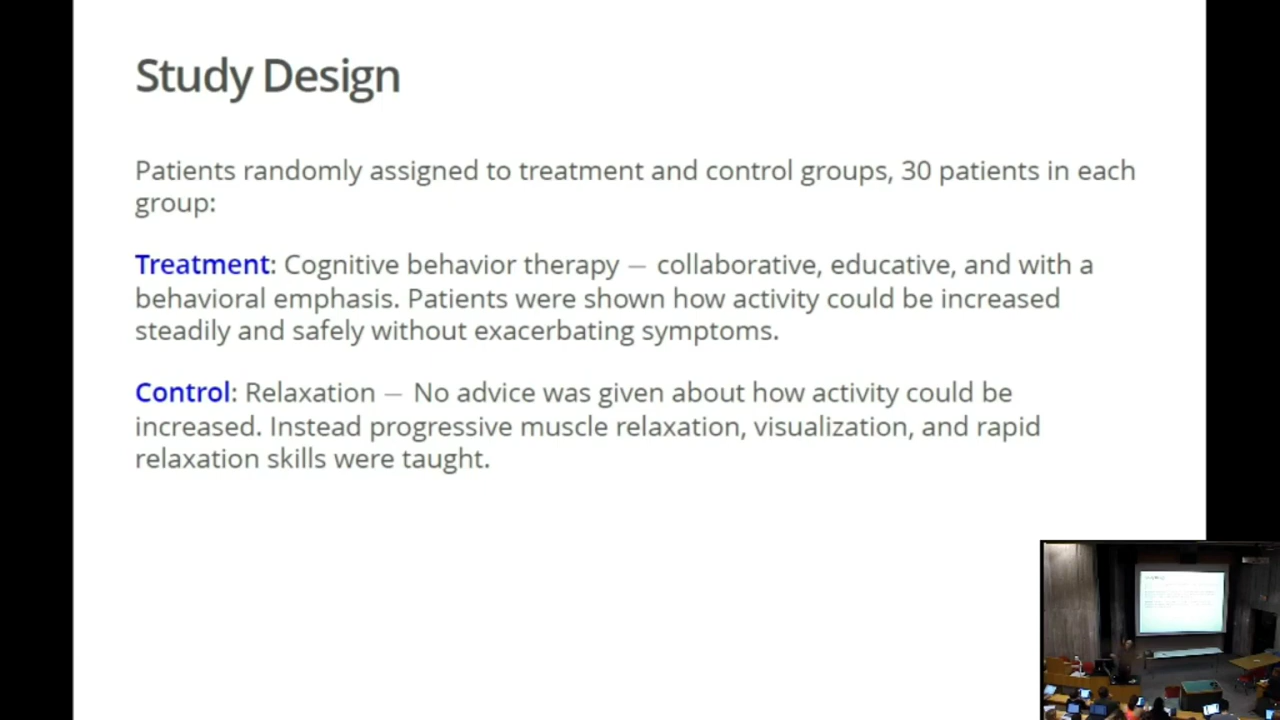 Study Design
Patients randomly assigned to treatment and control groups, 30 patients in each
group:
Treatment: Cognitive behavior therapy — collaborative, educative, and with a
behavioral emphasis. Patients were shown how activity could be increased
steadily and safely without exacerbating symptoms.
Control: Relaxation — No advice was given about how activity could be
increased. Instead progressive muscle relaxation, visualization, and rapid
relaxation skills were taught.